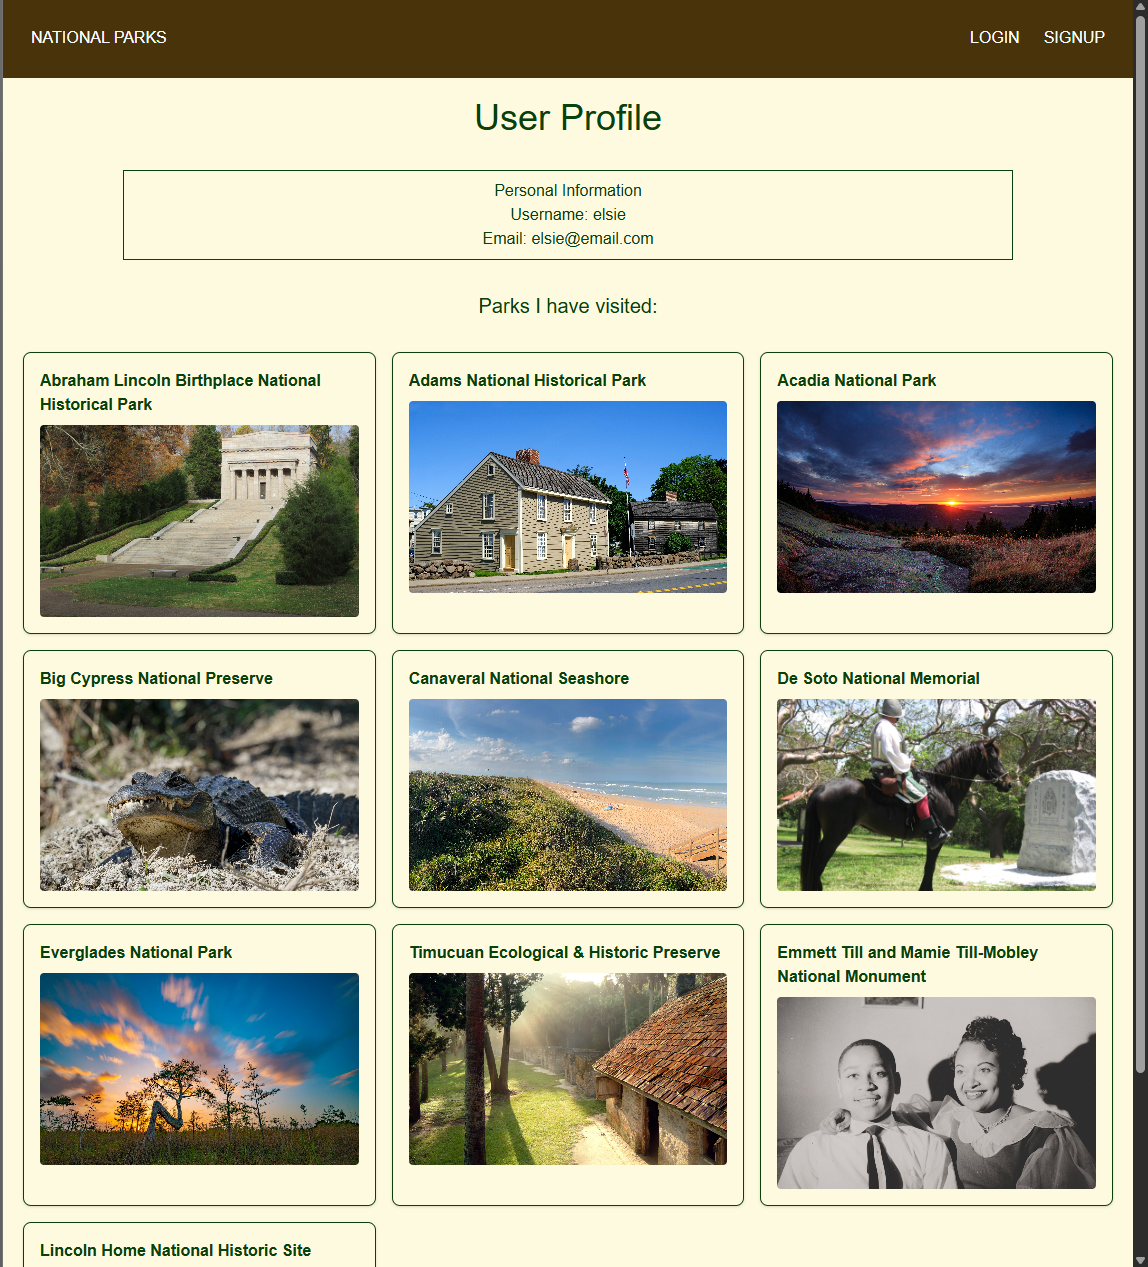 NATIONAL PARKS
LOGIN
SIGNUP
User Profile
Personal Information
Username: elsie
Email: elsie@email.com
Parks I have visited:
Abraham Lincoln Birthplace National
Historical Park
Adams National Historical Park
Acadia National Park
Big Cypress National Preserve
Canaveral National Seashore
De Soto National Memorial
Everglades National Park
Timucuan Ecological & Historic Preserve
Emmett Till and Mamie Till-Mobley
National Monument
Lincoln Home National Historic Site